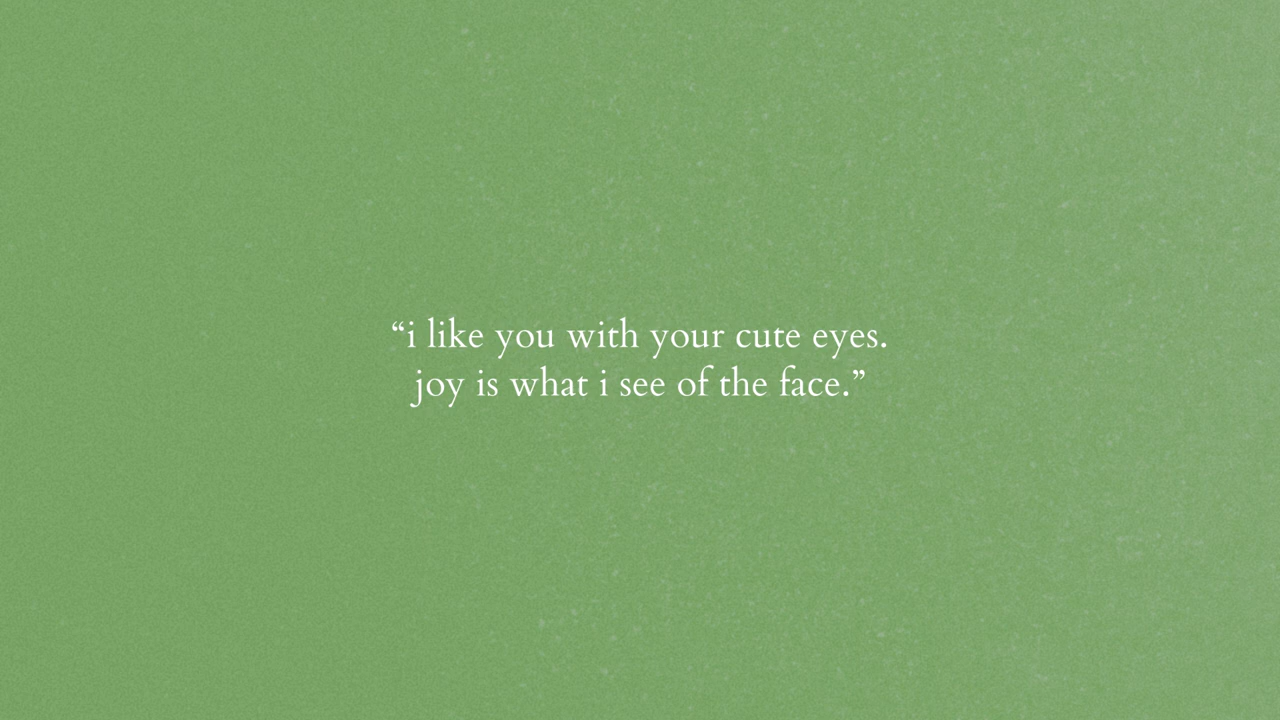 “i like you with your cute eyes.
joy is what i see of the face.”